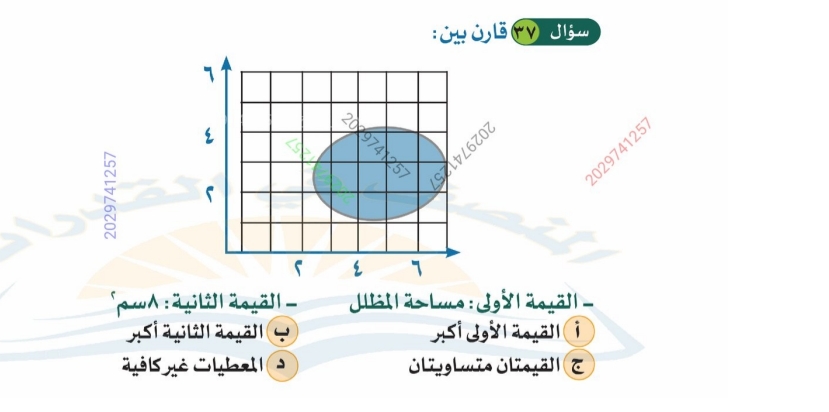 سؤال ٣٧ قارن بين:
٦
٤
٢
٢ ٤ ٦
2029741257
2029741257
2029741257
2029741257
– القيمة الأولى: مساحة المظلل – القيمة الثانية: ٨سم٢
أ القيمة الأولى أكبر ب القيمة الثانية أكبر
ج القيمتان متساويتان د المعطيات غير كافية